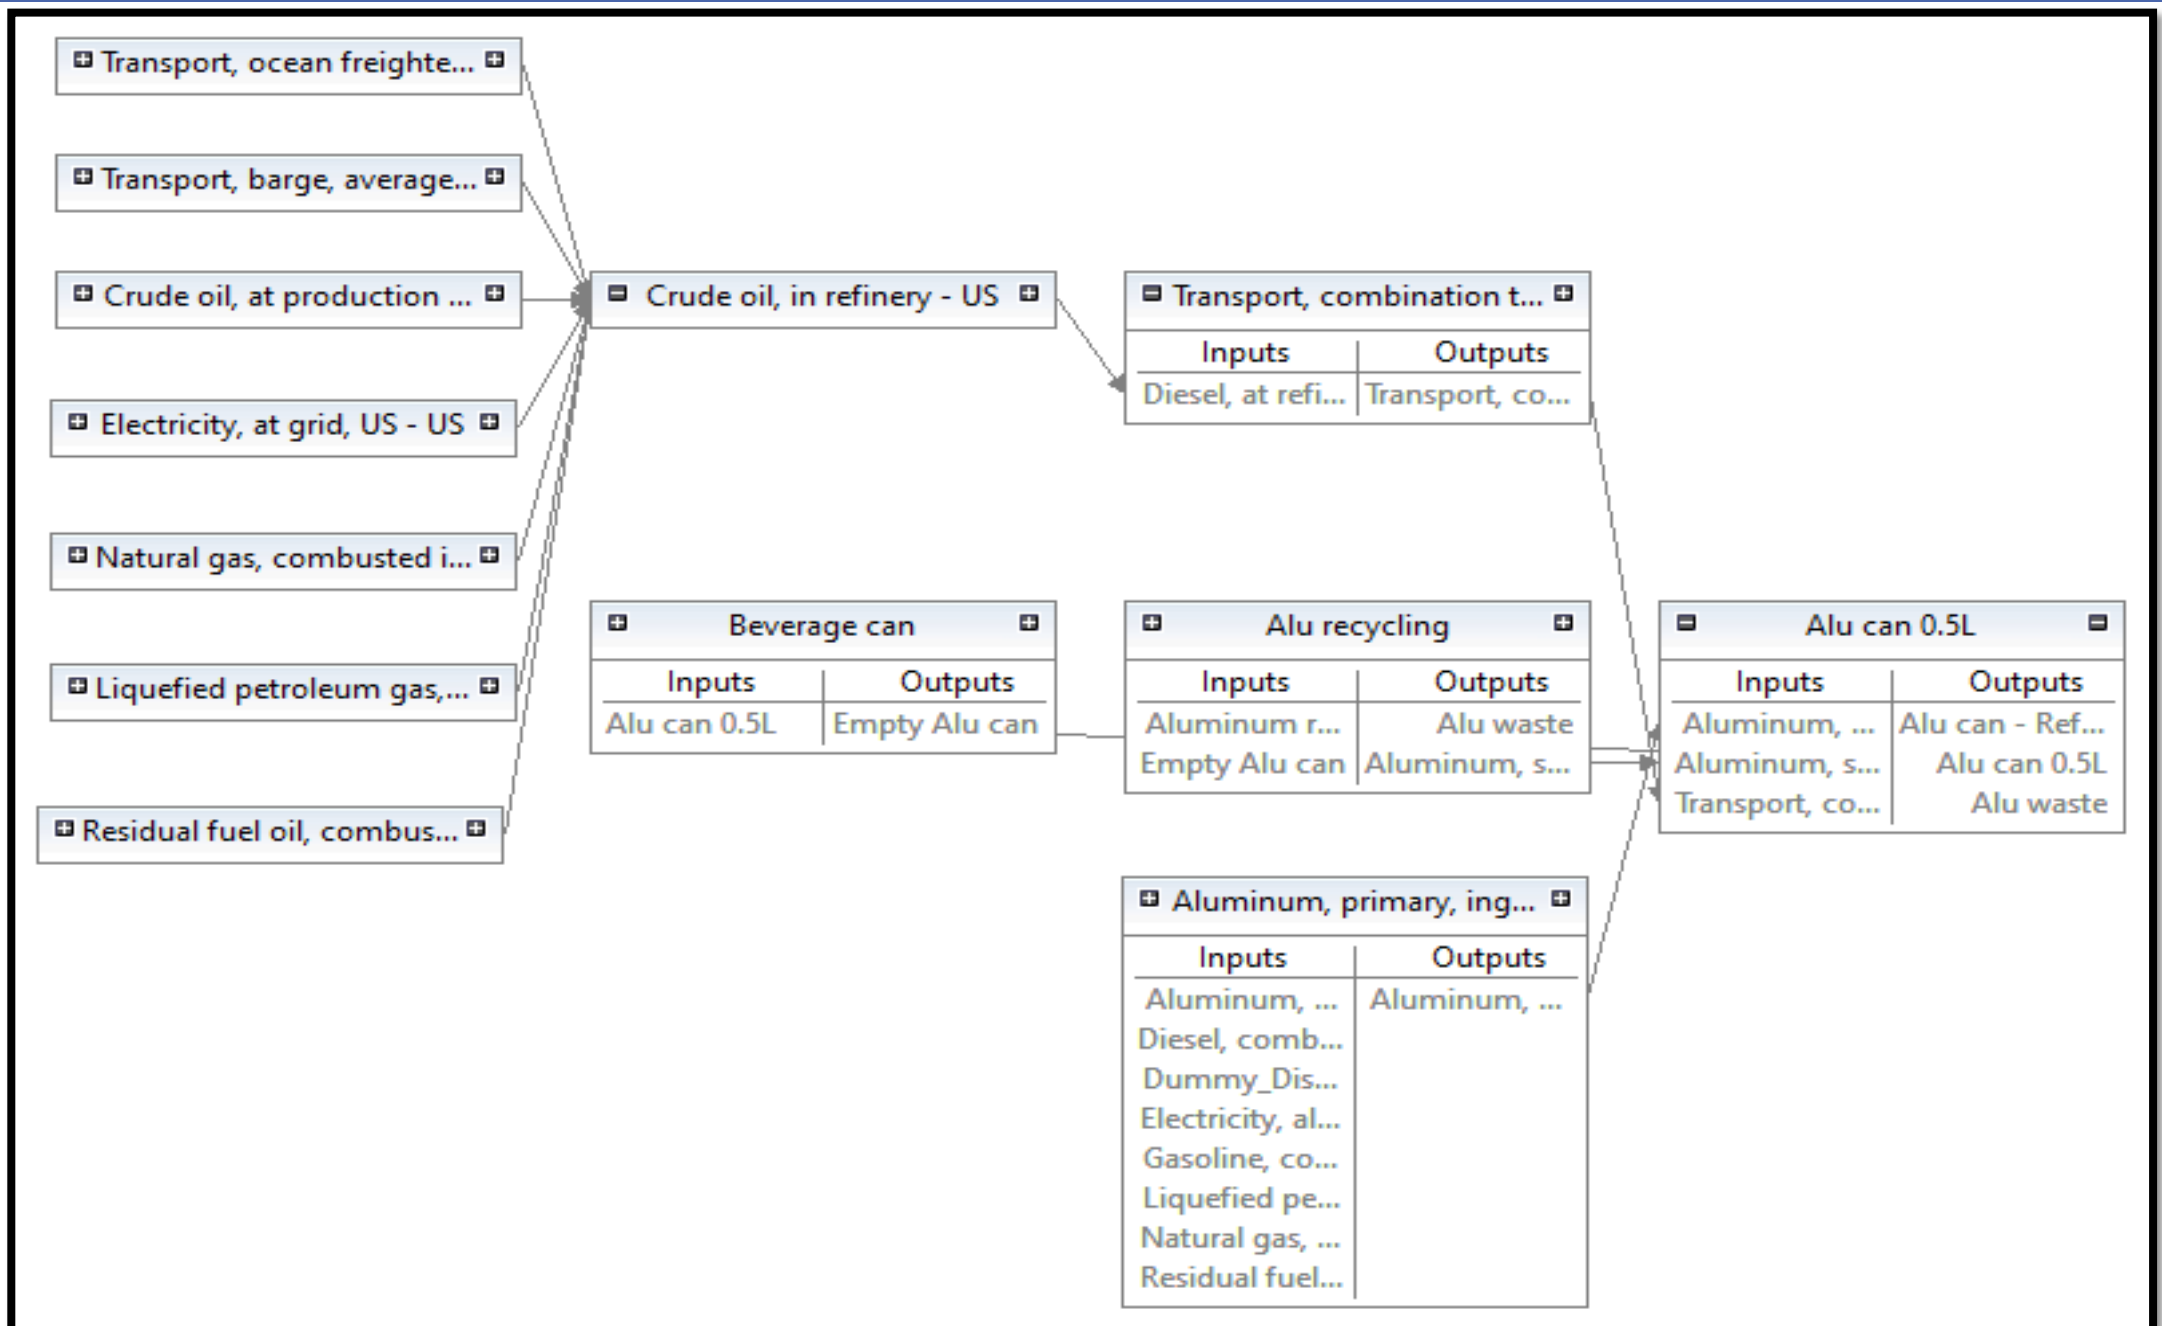 Transport, ocean freighte...
Transport, barge, average...
Crude oil, at production ...
Electricity, at grid, US - US
Natural gas, combusted i...
Liquefied petroleum gas,...
Residual fuel oil, combus...
Crude oil, in refinery - US
Transport, combination t...
Inputs Outputs
Diesel, at refi... Transport, co...
Beverage can
Inputs Outputs
Alu can 0.5L Empty Alu can
Alu recycling
Inputs Outputs
Aluminum r... Alu waste
Empty Alu can Aluminum, s...
Alu can 0.5L
Inputs Outputs
Aluminum, ... Alu can - Ref...
Aluminum, s... Alu can 0.5L
Transport, co... Alu waste
Aluminum, primary, ing...
Inputs Outputs
Aluminum, ... Aluminum, ...
Diesel, comb...
Dummy_Dis...
Electricity, al...
Gasoline, co...
Liquefied pe...
Natural gas, ...
Residual fuel...